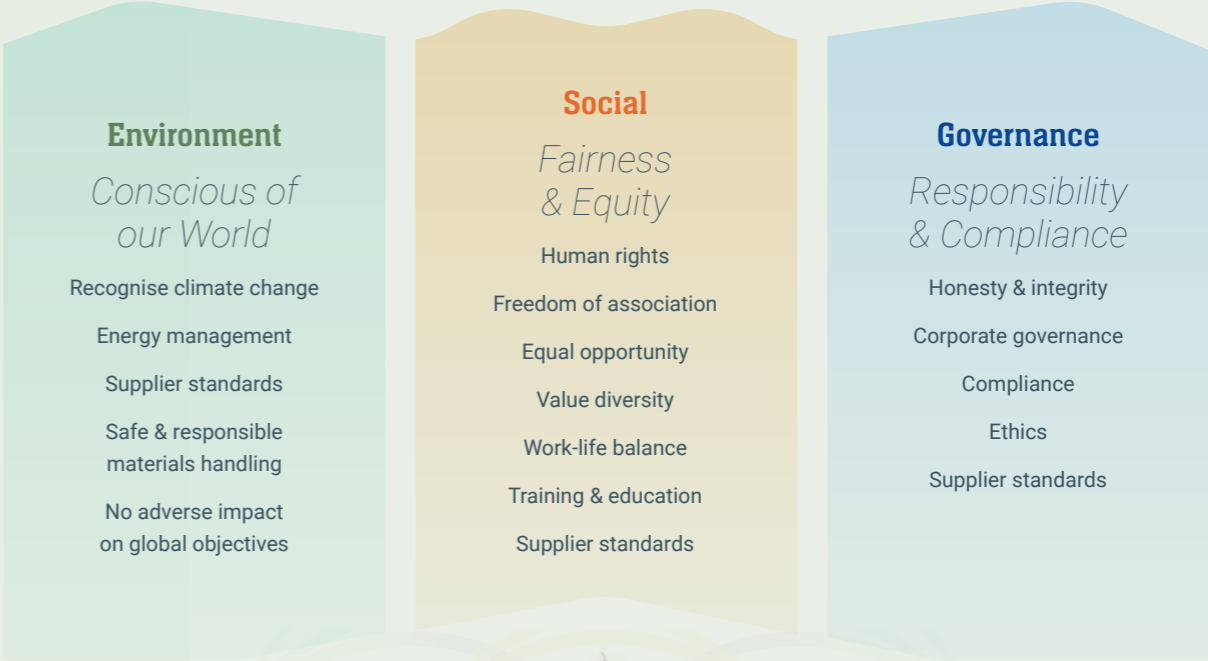 Environment
Conscious of
our World
Recognise climate change
Energy management
Supplier standards
Safe & responsible
materials handling
No adverse impact
on global objectives
Social
Fairness
& Equity
Human rights
Freedom of association
Equal opportunity
Value diversity
Work-life balance
Training & education
Supplier standards
Governance
Responsibility
& Compliance
Honesty & integrity
Corporate governance
Compliance
Ethics
Supplier standards